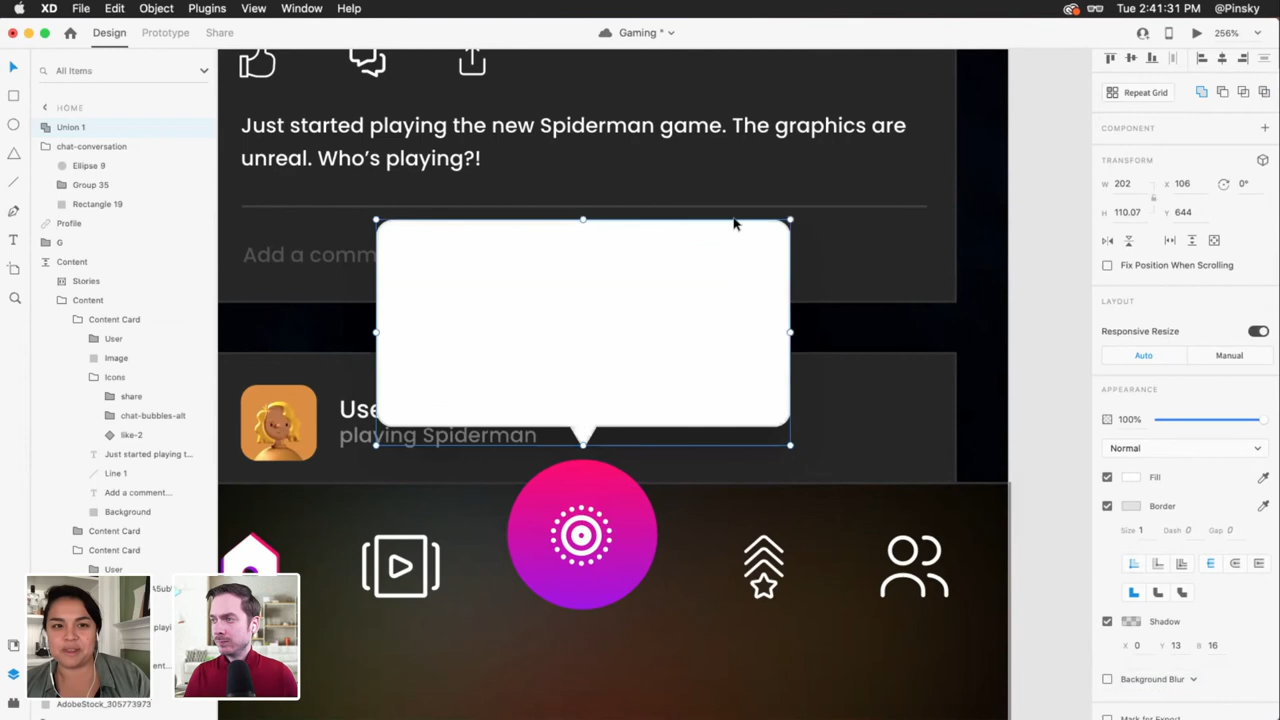 XD File Edit Object Plugins View Window Help
Tue 2:41:31 PM @Pinsky
Design Prototype Share
Gaming *
256%
All Items
HOME
Union 1
chat-conversation
Ellipse 9
Group 35
Rectangle 19
Profile
G
Content
Stories
Content
Content Card
User
Image
Icons
share
chat-bubbles-alt
like-2
Just started playing t...
Line 1
Add a comment...
Background
Content Card
Content Card
User
AdobeStock_305773973
Just started playing the new Spiderman game. The graphics are
unreal. Who's playing?!
Add a comm
Use
playing Spiderman
Repeat Grid
COMPONENT
TRANSFORM
W 202 X 106 0°
H 110.07 Y 644
Fix Position When Scrolling
LAYOUT
Responsive Resize
Auto Manual
APPEARANCE
100%
Normal
Fill
Border
Size 1 Dash 0 Gap 0
Shadow
X 0 Y 13 B 16
Background Blur
Mark for Export